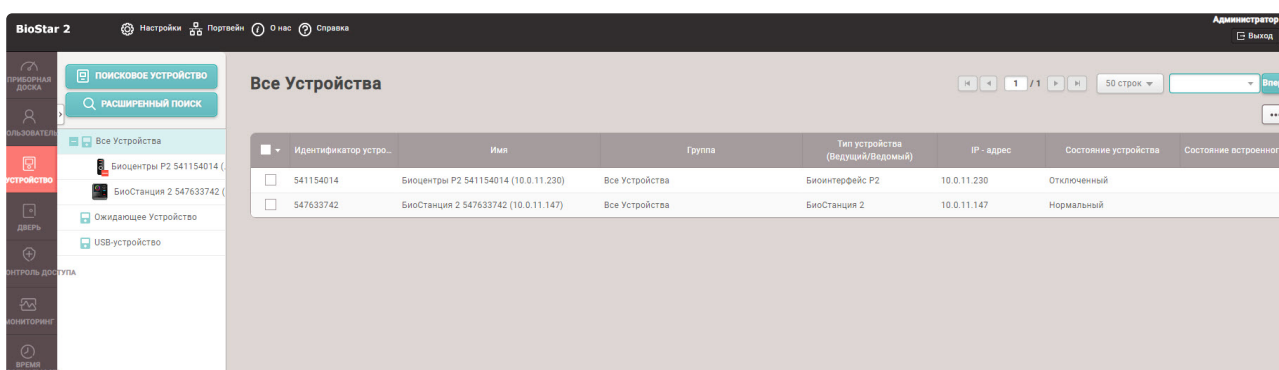 BioStar 2
Настройки
Портвейн
О нас
Справка
Администратор
Выход
ПРИБОРНАЯ ДОСКА
ПОЛЬЗОВАТЕЛЬ
УСТРОЙСТВО
ДВЕРЬ
КОНТРОЛЬ ДОСТУПА
МОНИТОРИНГ
ВРЕМЯ
ПОИСКОВОЕ УСТРОЙСТВО
РАСШИРЕННЫЙ ПОИСК
Все Устройства
Биоцентры P2 541154014 (
БиоСтанция 2 547633742 (
Ожидающее Устройство
USB-устройство
Все Устройства
1 / 1
50 строк
Идентификатор устро...
Имя
Группа
Тип устройства
(Ведущий/Ведомый)
IP - адрес
Состояние устройства
Состояние встроенног
541154014 Биоцентры P2 541154014 (10.0.11.230) Все Устройства Биоинтерфейс P2 10.0.11.230 Отключенный
547633742 БиоСтанция 2 547633742 (10.0.11.147) Все Устройства БиоСтанция 2 10.0.11.147 Нормальный